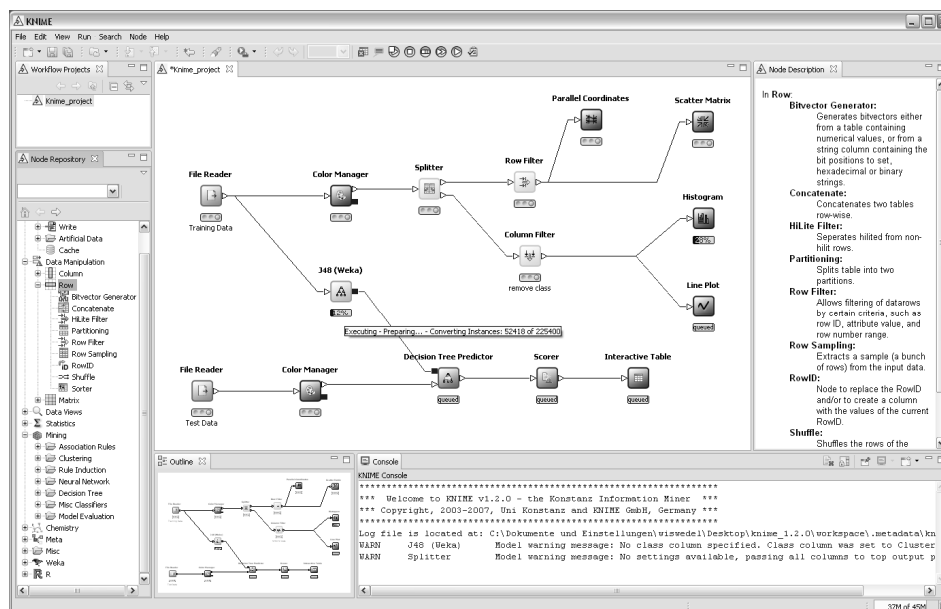 KNIME
File Edit View Run Search Node Help
Workflow Projects
Knime_project
Node Repository
Write
Artificial Data
Cache
Data Manipulation
Column
Row
Bitvector Generator
Concatenate
HiLite Filter
Partitioning
Row Filter
Row Sampling
RowID
Shuffle
Sorter
Matrix
Data Views
Statistics
Mining
Association Rules
Clustering
Rule Induction
Neural Network
Decision Tree
Misc Classifiers
Model Evaluation
Chemistry
Meta
Misc
Weka
R
*Knime_project
Parallel Coordinates
Scatter Matrix
File Reader
Color Manager
Splitter
Row Filter
Training Data
Histogram
28%
Column Filter
remove class
J48 (Weka)
Line Plot
queued
Executing - Preparing... - Converting Instances: 52418 of 225400
Decision Tree Predictor
Scorer
Interactive Table
File Reader
Color Manager
queued
queued
queued
Test Data
Node Description
In Row:
Bitvector Generator:
Generates bitvectors either
from a table containing
numerical values, or from a
string column containing the
bit positions to set,
hexadecimal or binary
strings.
Concatenate:
Concatenates two tables
row-wise.
HiLite Filter:
Seperates hilited from non-
hilit rows.
Partitioning:
Splits table into two
partitions.
Row Filter:
Allows filtering of datarows
by certain criteria, such as
row ID, attribute value, and
row number range.
Row Sampling:
Extracts a sample (a bunch
of rows) from the input data.
RowID:
Node to replace the RowID
and/or to create a column
with the values of the current
RowID.
Shuffle:
Shuffles the rows of the
Outline
Console
KNIME Console
***********************************************************************
*** Welcome to KNIME v1.2.0 - the Konstanz Information Miner ***
*** Copyright, 2003-2007, Uni Konstanz and KNIME GmbH, Germany ***
***********************************************************************
Log file is located at: C:\Dokumente und Einstellungen\wiswedel\Desktop\knime_1.2.0\workspace\.metadata\kn
WARN J48 (Weka) Model warning message: No class column specified. Class column was set to Cluster
WARN Splitter Model warning message: No settings available, passing all columns to top output p
37M of 45M